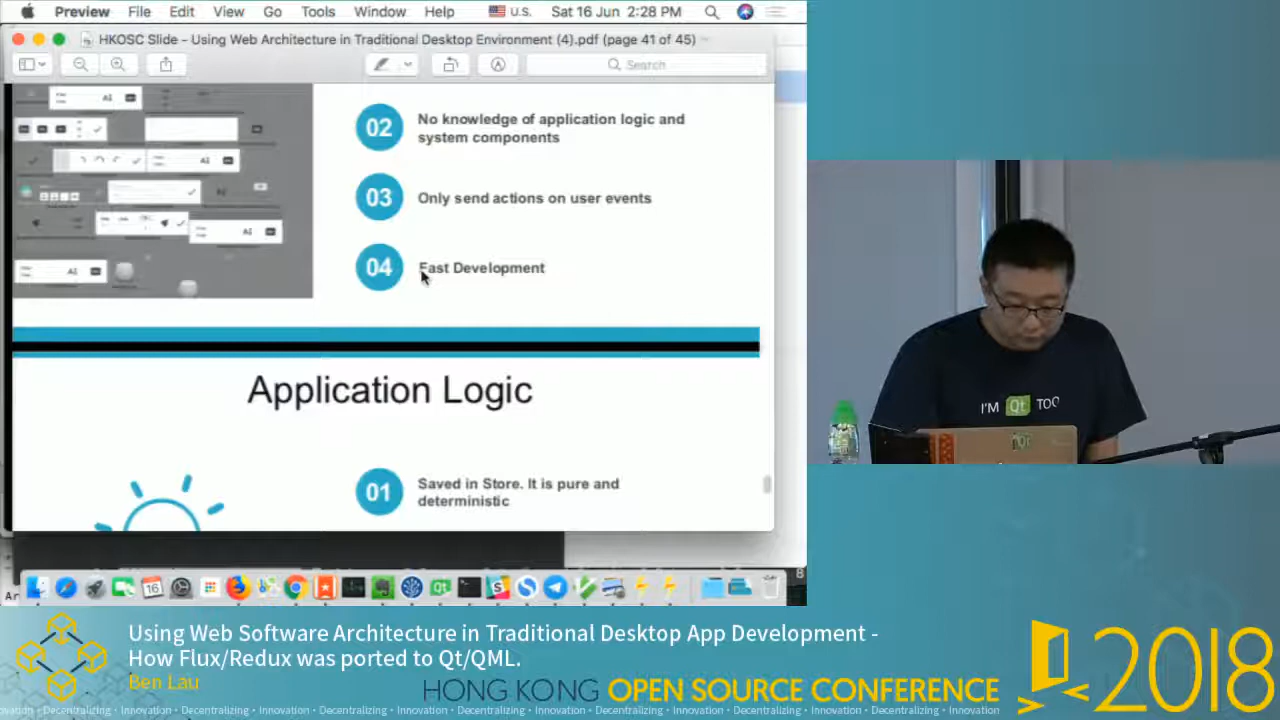 Preview File Edit View Go Tools Window Help U.S. Sat 16 Jun 2:28 PM
HKOSC Slide - Using Web Architecture in Traditional Desktop Environment (4).pdf (page 41 of 45)
Search
02 No knowledge of application logic and
system components
03 Only send actions on user events
04 Fast Development
Application Logic
01 Saved in Store. It is pure and
deterministic
I'M Qt TOO
16
Qt
Ar
8
Using Web Software Architecture in Traditional Desktop App Development -
How Flux/Redux was ported to Qt/QML.
Ben Lau
HONG KONG OPEN SOURCE CONFERENCE 2018
Innovation • Decentralizing • Innovation • Decentralizing • Innovation • Decentralizing • Innovation • Decentralizing • Innovation • Decentralizing • Innovation • Decentralizing • Innovation • Decentralizing • Innovation